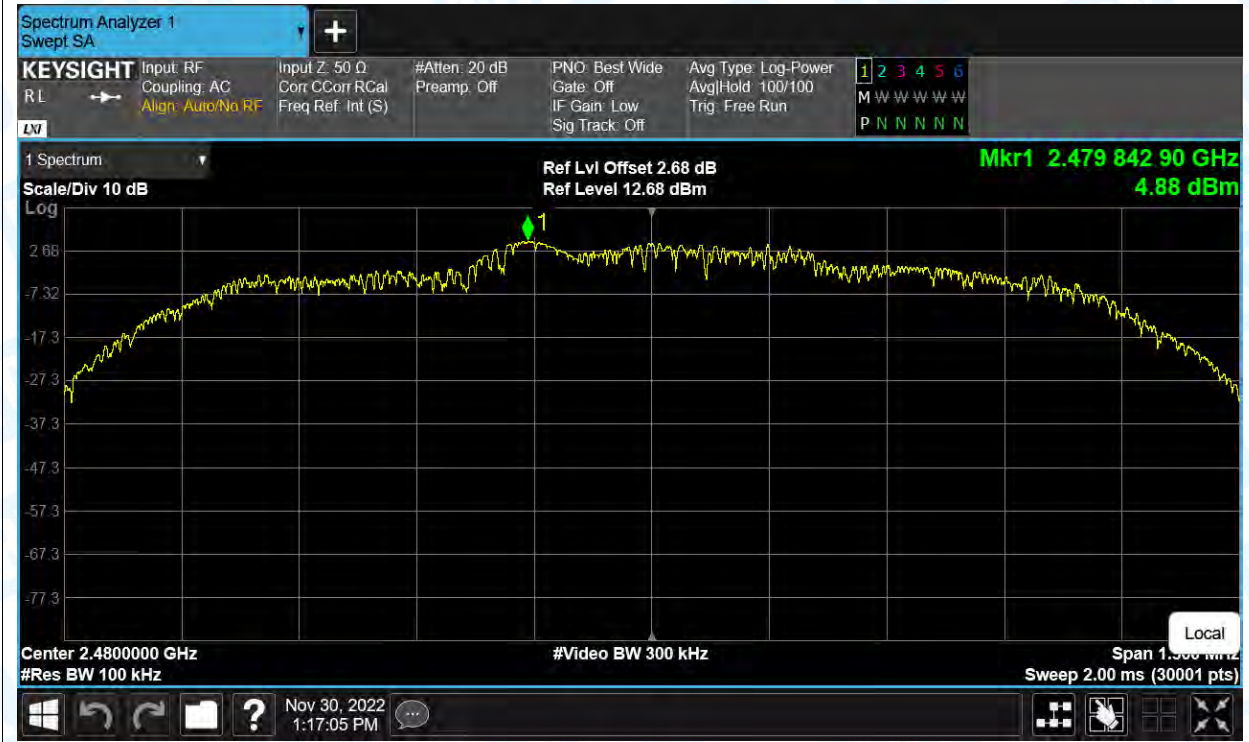 Spectrum Analyzer 1
Swept SA
+
KEYSIGHT
R L
LXI
Input: RF
Coupling: AC
Align: Auto/No RF
Input Z: 50 Ω
Corr CCorr RCal
Freq Ref: Int (S)
#Atten: 20 dB
Preamp: Off
PNO: Best Wide
Gate: Off
IF Gain: Low
Sig Track: Off
Avg Type: Log-Power
Avg|Hold: 100/100
Trig: Free Run
1 2 3 4 5 6
M W W W W W
P N N N N N
1 Spectrum
Scale/Div 10 dB
Log
Ref Lvl Offset 2.68 dB
Ref Level 12.68 dBm
Mkr1 2.479 842 90 GHz
4.88 dBm
1
2.68
-7.32
-17.3
-27.3
-37.3
-47.3
-57.3
-67.3
-77.3
Local
Center 2.4800000 GHz
#Video BW 300 kHz
Span
#Res BW 100 kHz
Sweep 2.00 ms (30001 pts)
?
Nov 30, 2022
1:17:05 PM